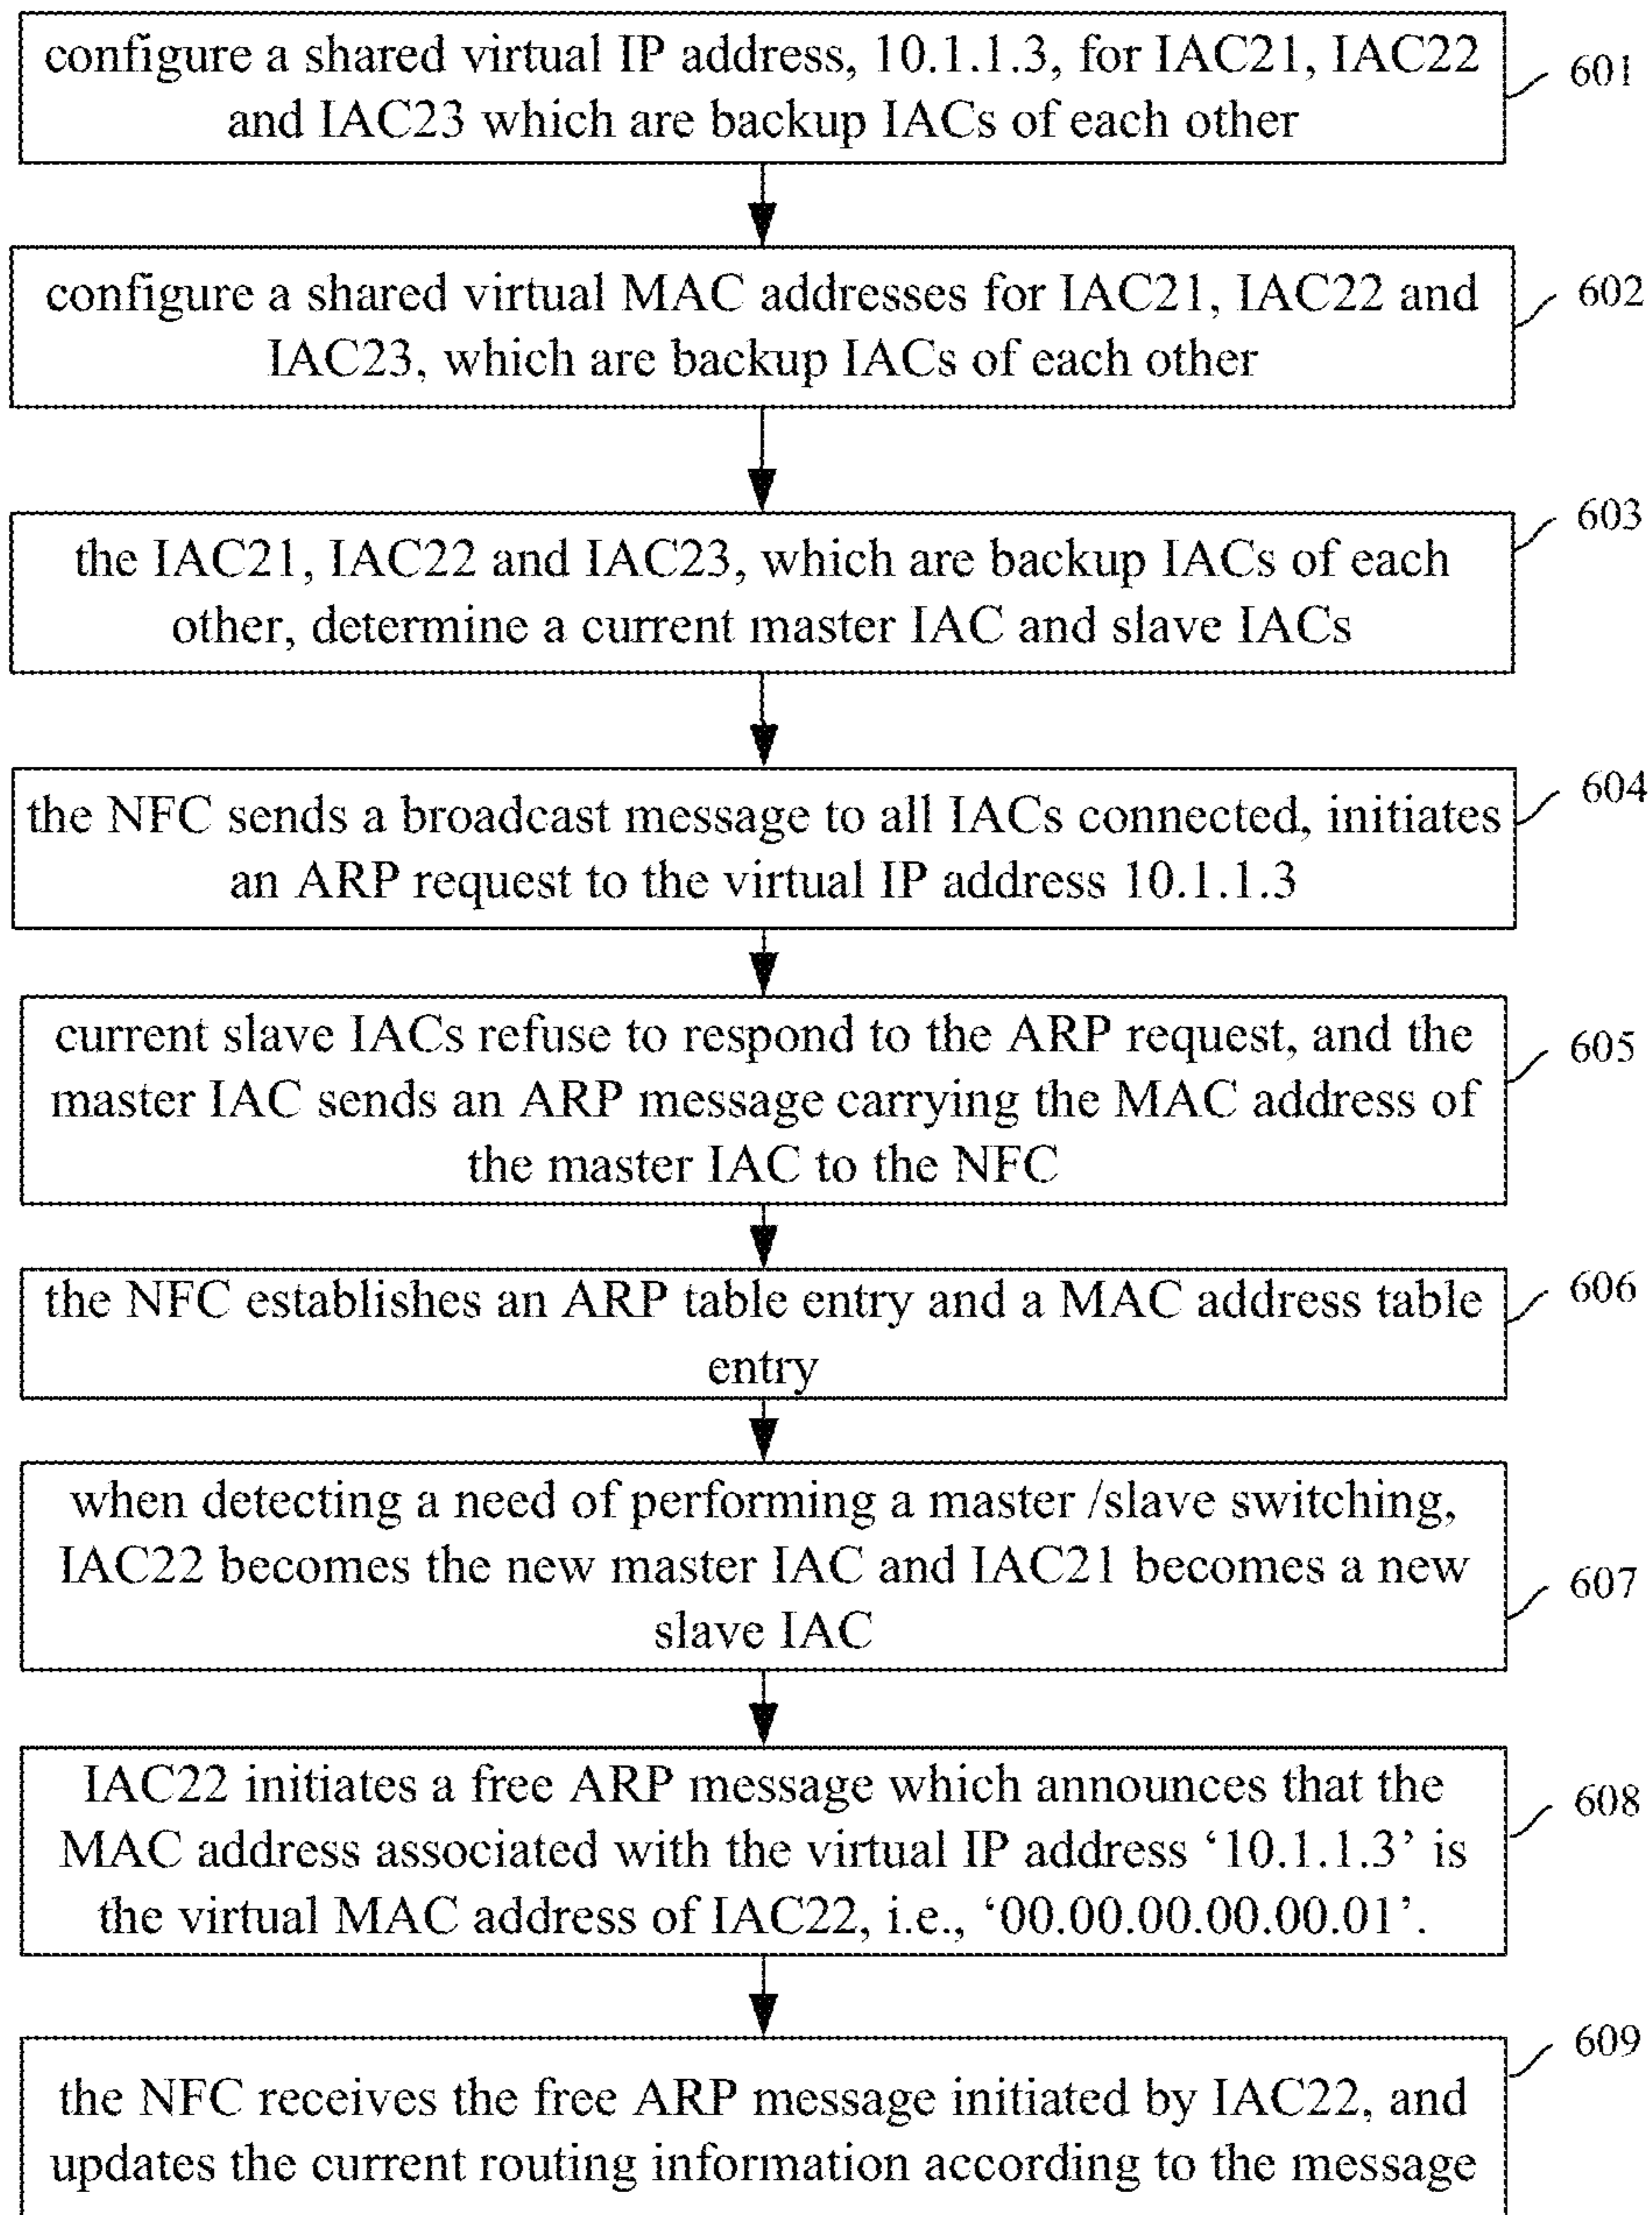 configure a shared virtual IP address, 10.1.1.3, for IAC21, IAC22
and IAC23 which are backup IACs of each other
601
configure a shared virtual MAC addresses for IAC21, IAC22 and
IAC23, which are backup IACs of each other
602
the IAC21, IAC22 and IAC23, which are backup IACs of each
other, determine a current master IAC and slave IACs
603
the NFC sends a broadcast message to all IACs connected, initiates
an ARP request to the virtual IP address 10.1.1.3
604
current slave IACs refuse to respond to the ARP request, and the
master IAC sends an ARP message carrying the MAC address of
the master IAC to the NFC
605
the NFC establishes an ARP table entry and a MAC address table
entry
606
when detecting a need of performing a master /slave switching,
IAC22 becomes the new master IAC and IAC21 becomes a new
slave IAC
607
IAC22 initiates a free ARP message which announces that the
MAC address associated with the virtual IP address ‘10.1.1.3’ is
the virtual MAC address of IAC22, i.e., ‘00.00.00.00.00.01’.
608
the NFC receives the free ARP message initiated by IAC22, and
updates the current routing information according to the message
609